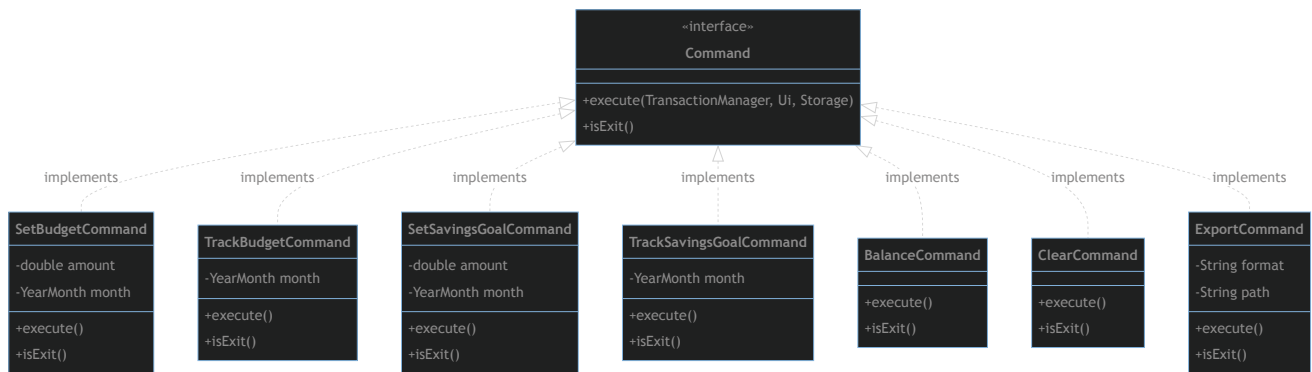 «interface»
Command
+execute(TransactionManager, Ui, Storage)
+isExit()
implements
implements
implements
implements
implements
implements
implements
SetBudgetCommand
-double amount
-YearMonth month
+execute()
+isExit()
TrackBudgetCommand
-YearMonth month
+execute()
+isExit()
SetSavingsGoalCommand
-double amount
-YearMonth month
+execute()
+isExit()
TrackSavingsGoalCommand
-YearMonth month
+execute()
+isExit()
BalanceCommand
+execute()
+isExit()
ClearCommand
+execute()
+isExit()
ExportCommand
-String format
-String path
+execute()
+isExit()